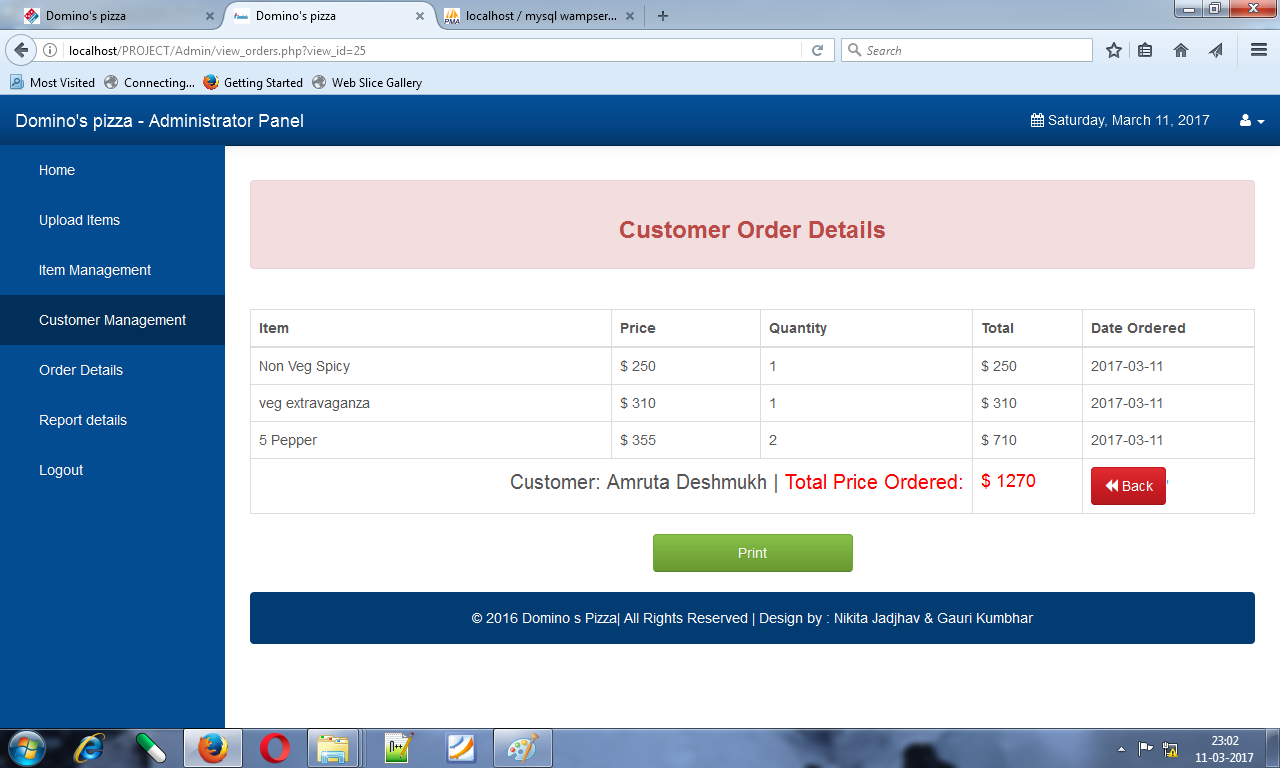 Domino's pizza
Domino's pizza
localhost / mysql wampser...
localhost/PROJECT/Admin/view_orders.php?view_id=25
Search
Most Visited Connecting... Getting Started Web Slice Gallery
Domino's pizza - Administrator Panel
Saturday, March 11, 2017
Home
Upload Items
Item Management
Customer Management
Order Details
Report details
Logout
Customer Order Details
Item Price Quantity Total Date Ordered
Non Veg Spicy $ 250 1 $ 250 2017-03-11
veg extravaganza $ 310 1 $ 310 2017-03-11
5 Pepper $ 355 2 $ 710 2017-03-11
Customer: Amruta Deshmukh | Total Price Ordered: $ 1270 Back '
Print
© 2016 Domino s Pizza| All Rights Reserved | Design by : Nikita Jadjhav & Gauri Kumbhar
23:02
11-03-2017